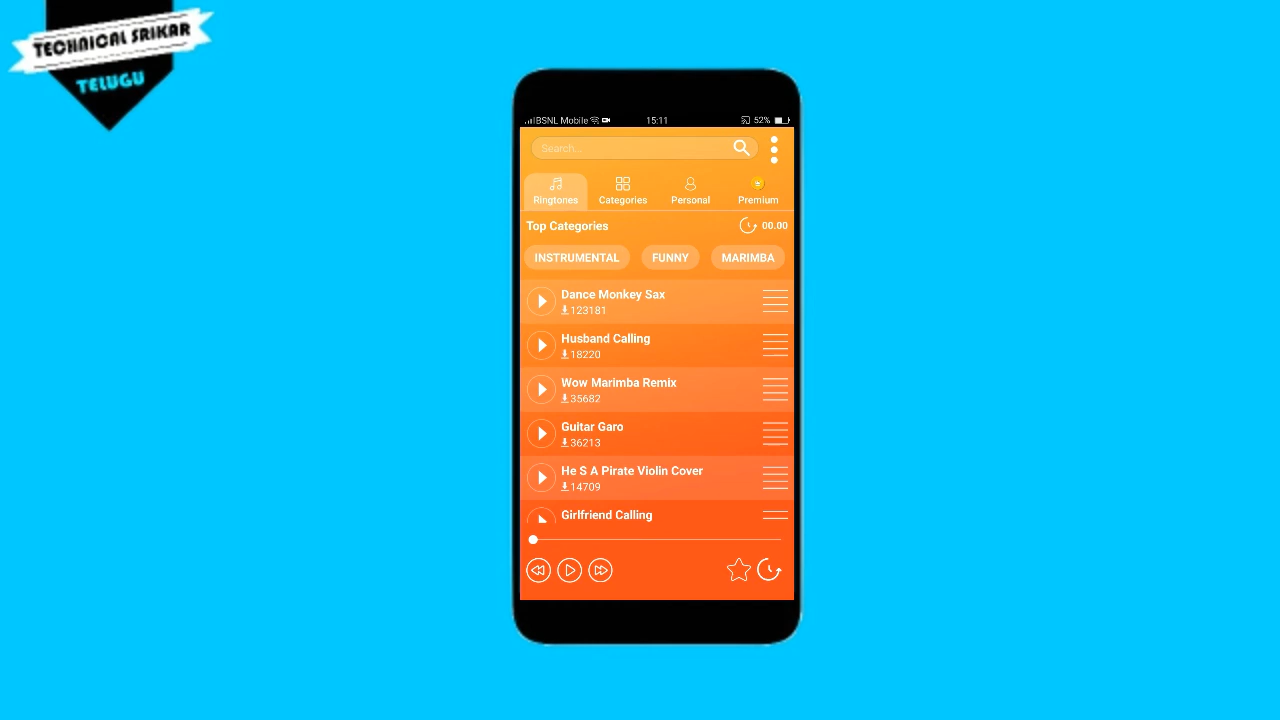 TECHNICAL SRIKAR
TELUGU
BSNL Mobile 15:11 52%
Search...
Ringtones Categories Personal Premium
Top Categories 00.00
INSTRUMENTAL FUNNY MARIMBA
Dance Monkey Sax
123181
Husband Calling
18220
Wow Marimba Remix
35682
Guitar Garo
36213
He S A Pirate Violin Cover
14709
Girlfriend Calling